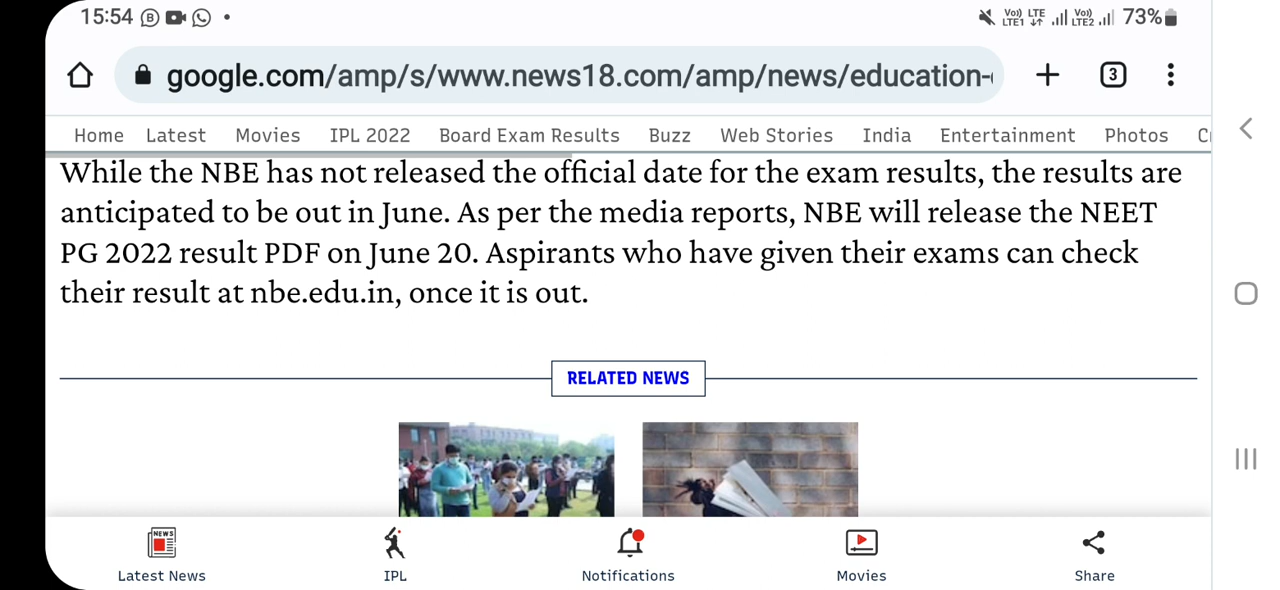 15:54
73%
google.com/amp/s/www.news18.com/amp/news/education-
3
Home Latest Movies IPL 2022 Board Exam Results Buzz Web Stories India Entertainment Photos
While the NBE has not released the official date for the exam results, the results are
anticipated to be out in June. As per the media reports, NBE will release the NEET
PG 2022 result PDF on June 20. Aspirants who have given their exams can check
their result at nbe.edu.in, once it is out.
RELATED NEWS
NEWS
Latest News IPL Notifications Movies Share